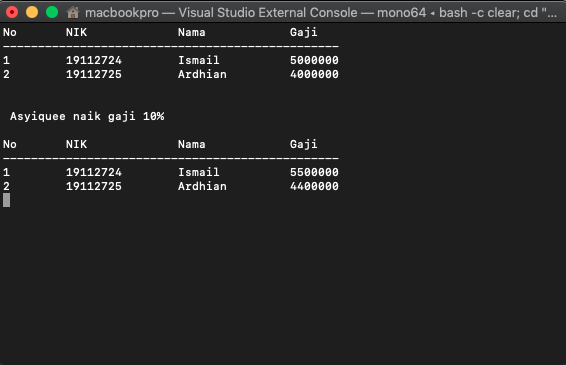 macbookpro — Visual Studio External Console — mono64 ◂ bash -c clear; cd "...
No NIK Nama Gaji
------------------------------------------------
1 19112724 Ismail 5000000
2 19112725 Ardhian 4000000
Asyiquee naik gaji 10%
No NIK Nama Gaji
------------------------------------------------
1 19112724 Ismail 5500000
2 19112725 Ardhian 4400000